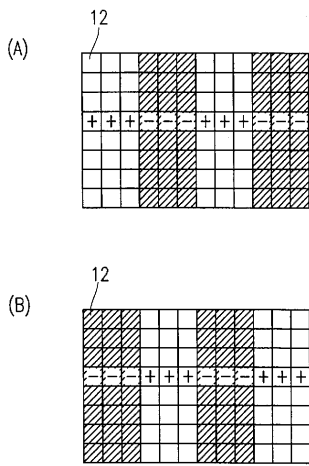 12
(A)
+ + + - - - + + + - - -
12
(B)
- - - + + + - - - + + +